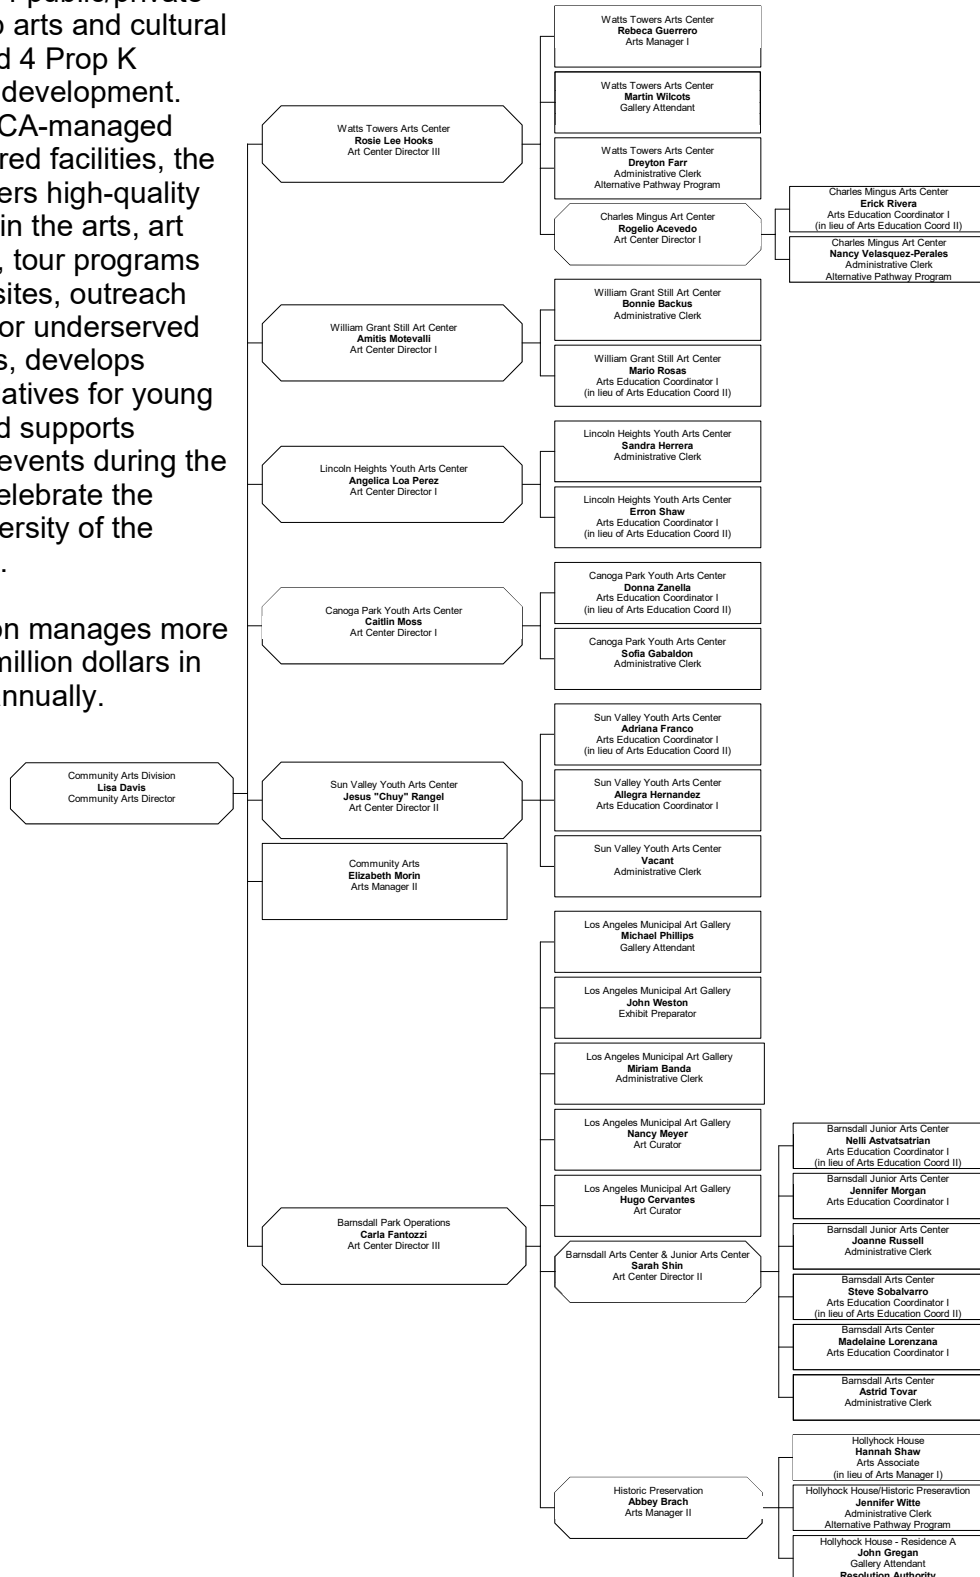 public/private
arts and cultural
d 4 Prop K
development.
CA-managed
red facilities, the
ers high-quality
in the arts, art
, tour programs
sites, outreach
or underserved
s, develops
atives for young
d supports
events during the
elebrate the
ersity of the
.
on manages more
million dollars in
nnually.
Community Arts Division
Lisa Davis
Community Arts Director
Watts Towers Arts Center
Rosie Lee Hooks
Art Center Director III
Watts Towers Arts Center
Rebeca Guerrero
Arts Manager I
Watts Towers Arts Center
Martin Wilcots
Gallery Attendant
Watts Towers Arts Center
Dreyton Farr
Administrative Clerk
Alternative Pathway Program
Charles Mingus Art Center
Rogelio Acevedo
Art Center Director I
Charles Mingus Arts Center
Erick Rivera
Arts Education Coordinator I
(in lieu of Arts Education Coord II)
Charles Mingus Art Center
Nancy Velasquez-Perales
Administrative Clerk
Alternative Pathway Program
William Grant Still Art Center
Amitis Motevalli
Art Center Director I
William Grant Still Art Center
Bonnie Backus
Administrative Clerk
William Grant Still Art Center
Mario Rosas
Arts Education Coordinator I
(in lieu of Arts Education Coord II)
Lincoln Heights Youth Arts Center
Angelica Loa Perez
Art Center Director I
Lincoln Heights Youth Arts Center
Sandra Herrera
Administrative Clerk
Lincoln Heights Youth Arts Center
Erron Shaw
Arts Education Coordinator I
(in lieu of Arts Education Coord II)
Canoga Park Youth Arts Center
Caitlin Moss
Art Center Director I
Canoga Park Youth Arts Center
Donna Zanella
Arts Education Coordinator I
(in lieu of Arts Education Coord II)
Canoga Park Youth Arts Center
Sofia Gabaldon
Administrative Clerk
Sun Valley Youth Arts Center
Jesus "Chuy" Rangel
Art Center Director II
Sun Valley Youth Arts Center
Adriana Franco
Arts Education Coordinator I
(in lieu of Arts Education Coord II)
Sun Valley Youth Arts Center
Allegra Hernandez
Arts Education Coordinator I
Sun Valley Youth Arts Center
Vacant
Administrative Clerk
Community Arts
Elizabeth Morin
Arts Manager II
Barnsdall Park Operations
Carla Fantozzi
Art Center Director III
Los Angeles Municipal Art Gallery
Michael Phillips
Gallery Attendant
Los Angeles Municipal Art Gallery
John Weston
Exhibit Preparator
Los Angeles Municipal Art Gallery
Miriam Banda
Administrative Clerk
Los Angeles Municipal Art Gallery
Nancy Meyer
Art Curator
Los Angeles Municipal Art Gallery
Hugo Cervantes
Art Curator
Barnsdall Arts Center & Junior Arts Center
Sarah Shin
Art Center Director II
Barnsdall Junior Arts Center
Nelli Astvatsatrian
Arts Education Coordinator I
(in lieu of Arts Education Coord II)
Barnsdall Junior Arts Center
Jennifer Morgan
Arts Education Coordinator I
Barnsdall Junior Arts Center
Joanne Russell
Administrative Clerk
Barnsdall Arts Center
Steve Sobalvarro
Arts Education Coordinator I
(in lieu of Arts Education Coord II)
Barnsdall Arts Center
Madelaine Lorenzana
Arts Education Coordinator I
Barnsdall Arts Center
Astrid Tovar
Administrative Clerk
Historic Preservation
Abbey Brach
Arts Manager II
Hollyhock House
Hannah Shaw
Arts Associate
(in lieu of Arts Manager I)
Hollyhock House/Historic Preseravtion
Jennifer Witte
Administrative Clerk
Alternative Pathway Program
Hollyhock House - Residence A
John Gregan
Gallery Attendant
Resolution Authority